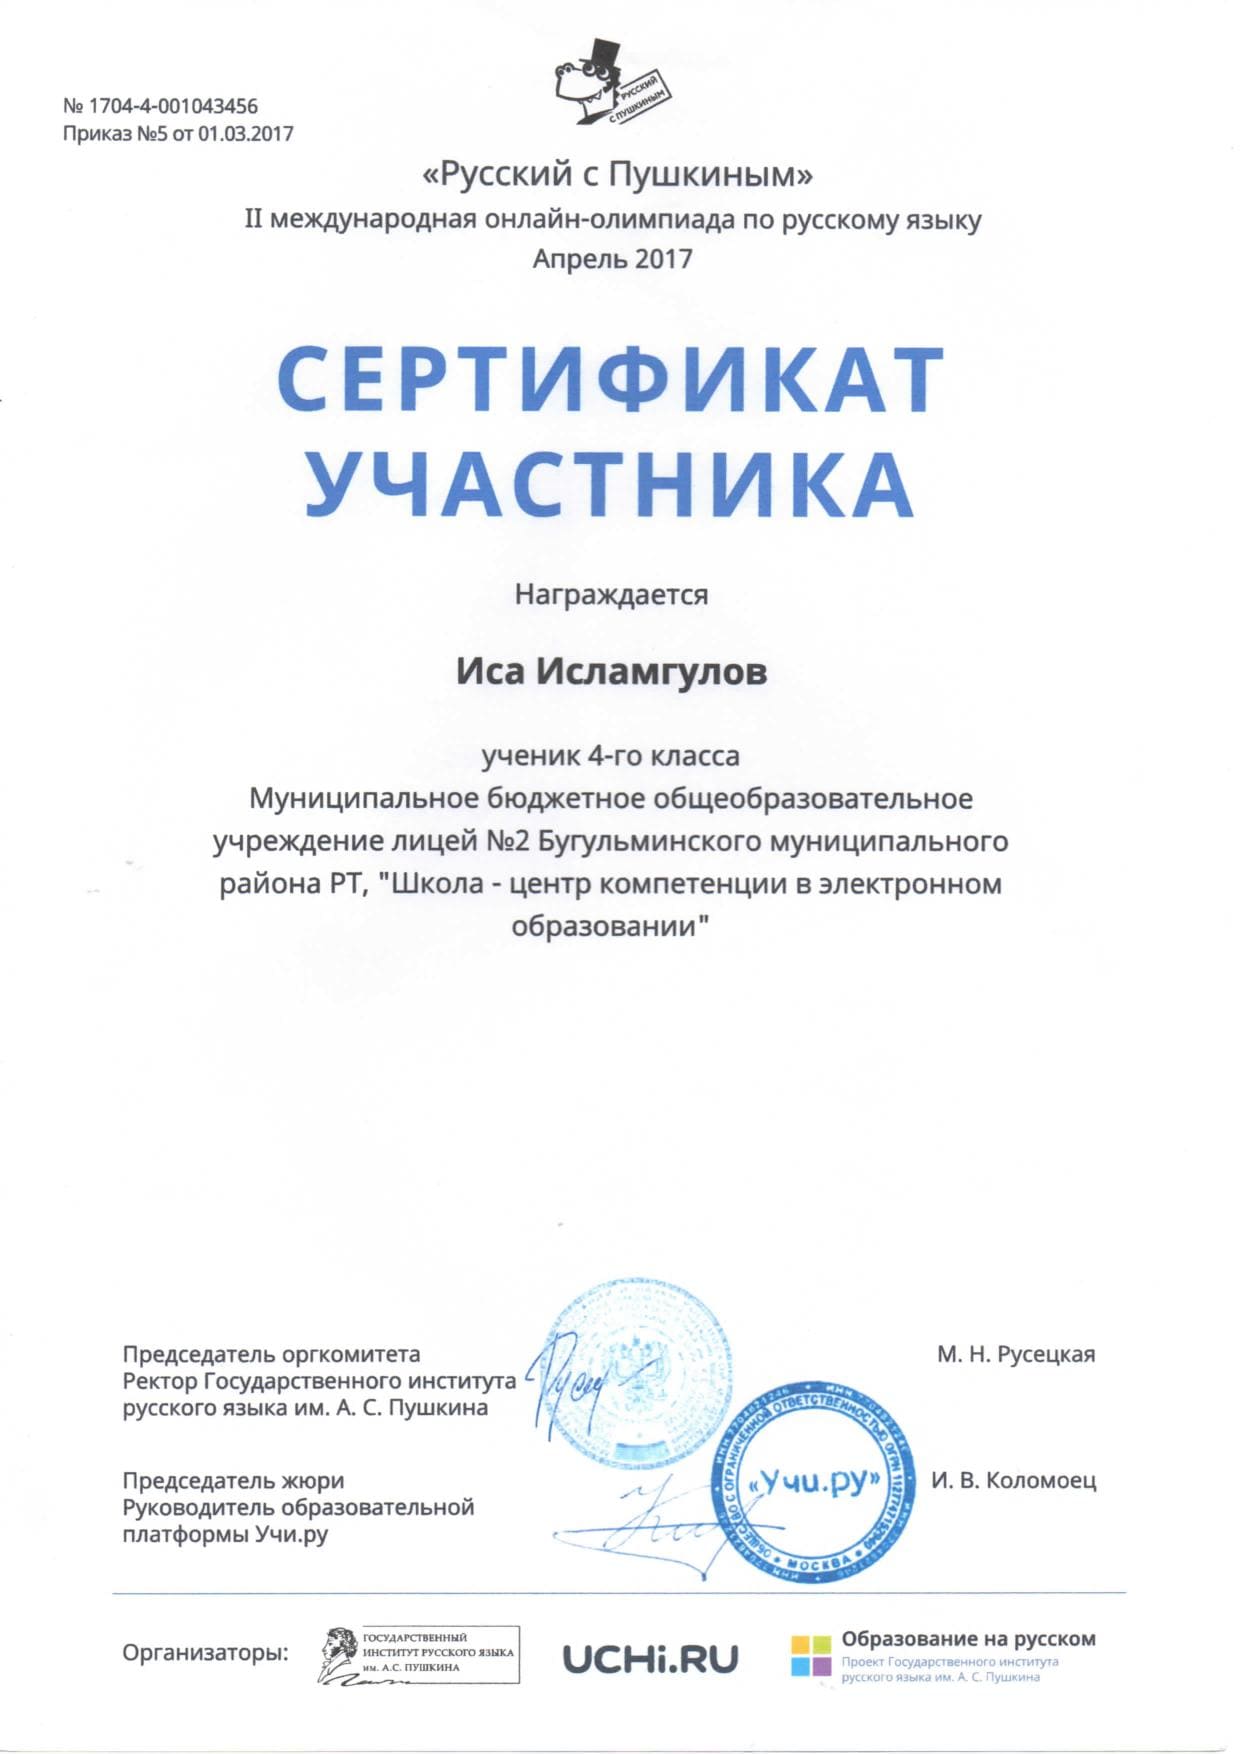 № 1704-4-001043456
Приказ №5 от 01.03.2017
РУССКИЙ
С ПУШКИНЫМ
«Русский с Пушкиным»
II международная онлайн-олимпиада по русскому языку
Апрель 2017
СЕРТИФИКАТ
УЧАСТНИКА
Награждается
Иса Исламгулов
ученик 4-го класса
Муниципальное бюджетное общеобразовательное
учреждение лицей №2 Бугульминского муниципального
района РТ, "Школа - центр компетенции в электронном
образовании"
Председатель оргкомитета
Ректор Государственного института
русского языка им. А. С. Пушкина
М. Н. Русецкая
Председатель жюри
Руководитель образовательной
платформы Учи.ру
И. В. Коломоец
ОБЩЕСТВО С ОГРАНИЧЕННОЙ ОТВЕТСТВЕННОСТЬЮ
«Учи.ру»
МОСКВА
Организаторы:
ГОСУДАРСТВЕННЫЙ
ИНСТИТУТ РУССКОГО ЯЗЫКА
им. А.С. ПУШКИНА
UCHi.RU
Образование на русском
Проект Государственного института
русского языка им. А. С. Пушкина